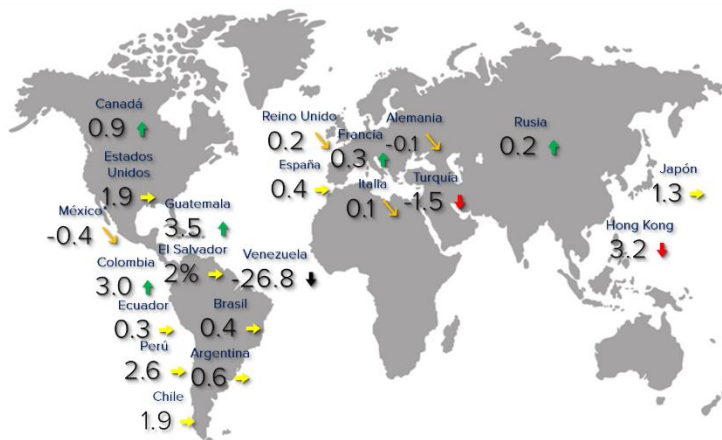 Canadá
0.9
Estados
Unidos
1.9
México*
-0.4
Guatemala
3.5
El Salvador
2%
Venezuela
-26.8
Colombia
3.0
Ecuador
0.3
Brasil
0.4
Perú
2.6
Argentina
0.6
Chile
1.9
Reino Unido
0.2
Francia
0.3
Alemania
-0.1
España
0.4
Italia
0.1
Turquía
-1.5
Rusia
0.2
Japón
1.3
Hong Kong
3.2